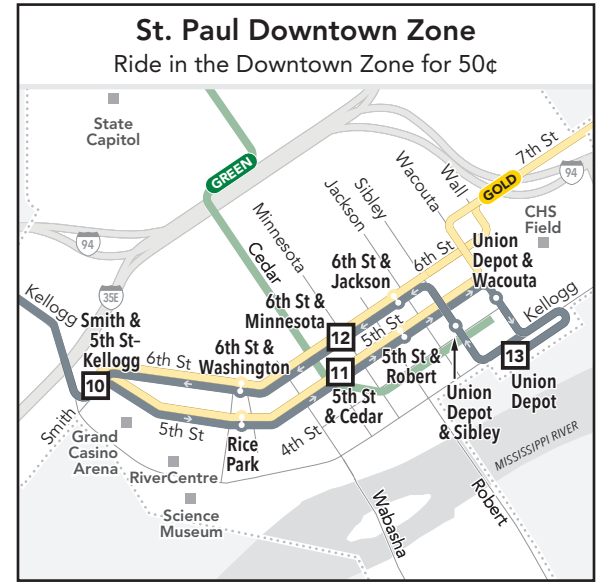 St. Paul Downtown Zone
Ride in the Downtown Zone for 50¢
State
Capitol
GREEN
7th St
94
GOLD
Wall
Wacouta
Sibley
Jackson
Minnesota
Cedar
CHS
Field
94
35E
6th St
Union
Depot &
Wacouta
6th St &
Jackson
Kellogg
Kellogg
6th St &
Minnesota
Smith &
5th St–
Kellogg
12
5th St
6th St
6th St &
Washington
10
11
5th St &
Robert
13
Union
Depot
Union
Depot
& Sibley
5th St
& Cedar
Smith
5th St
Grand
Casino
Arena
Rice
Park
4th St
RiverCentre
MISSISSIPPI RIVER
Science
Museum
Wabasha
Robert